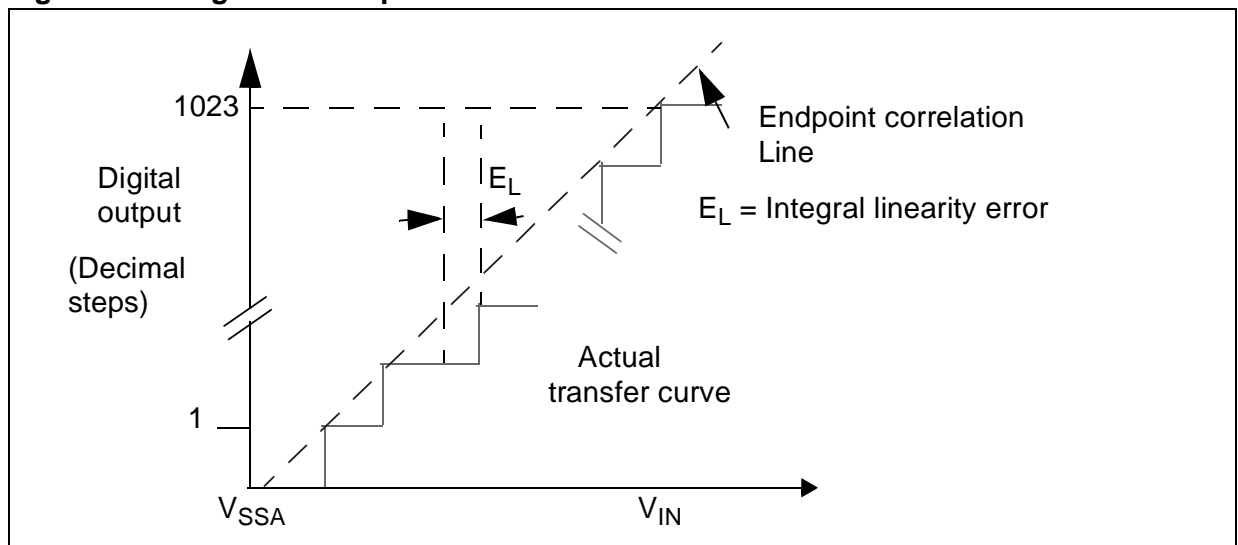 1023
Digital
output
(Decimal
steps)
1
E_L
Endpoint correlation
Line
E_L = Integral linearity error
Actual
transfer curve
V_SSA
V_IN